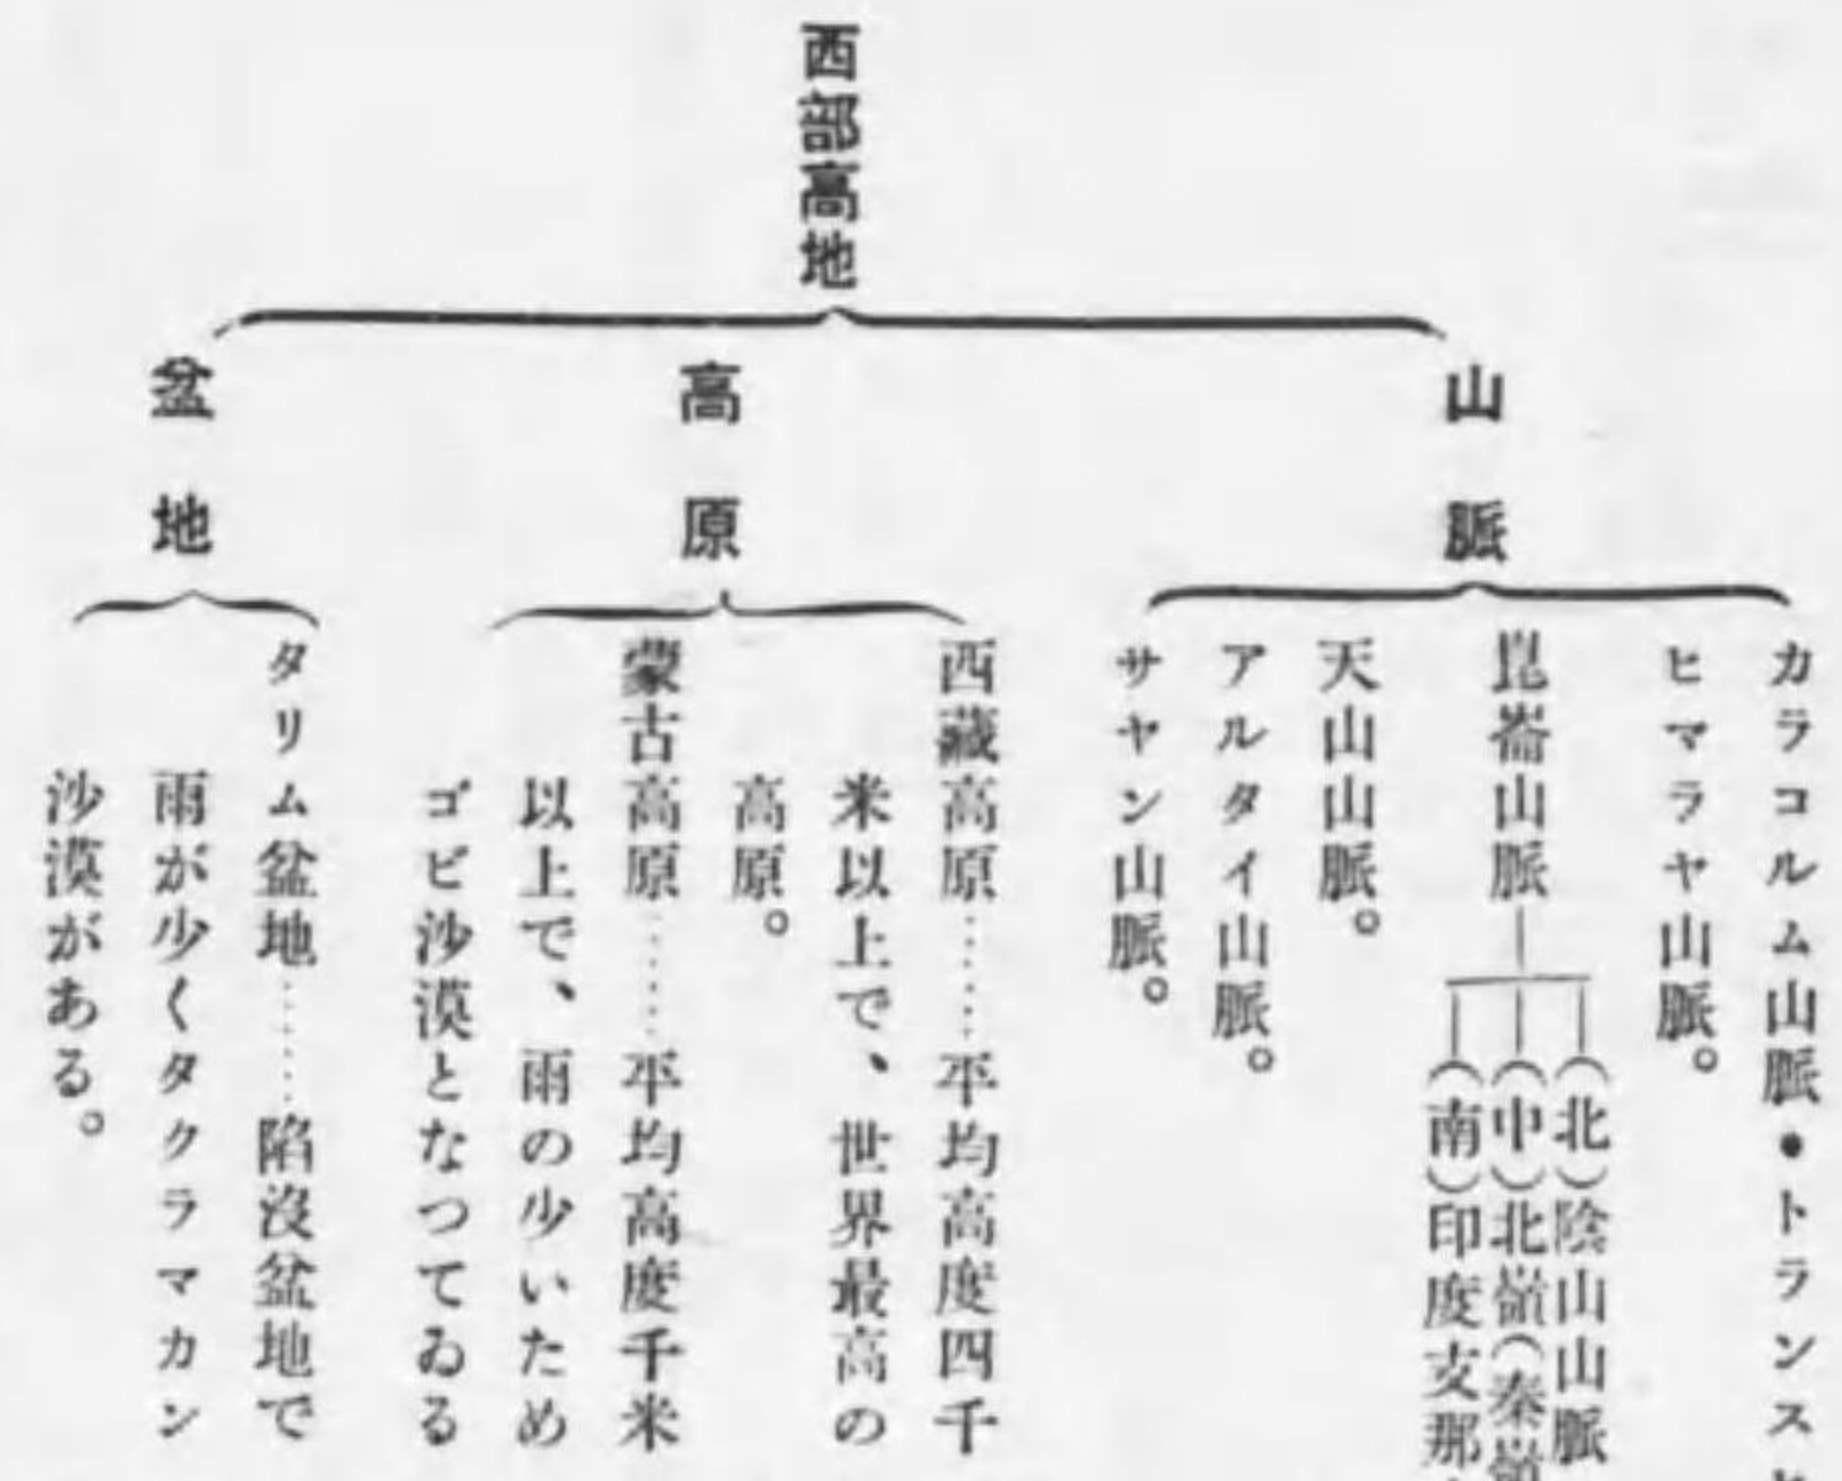 西部高地
山脈
カラコルム山脈・トランス
ヒマラヤ山脈。
崑崙山脈
(北)陰山山脈
(中)北嶺(秦嶺
(南)印度支那
天山山脈。
アルタイ山脈。
サヤン山脈。
高原
西藏高原……平均高度四千
米以上で、世界最高の
高原。
蒙古高原……平均高度千米
以上で、雨の少いため
ゴビ沙漠となつてゐる
盆地
タリム盆地……陷沒盆地で
雨が少くタクラマカン
沙漠がある。